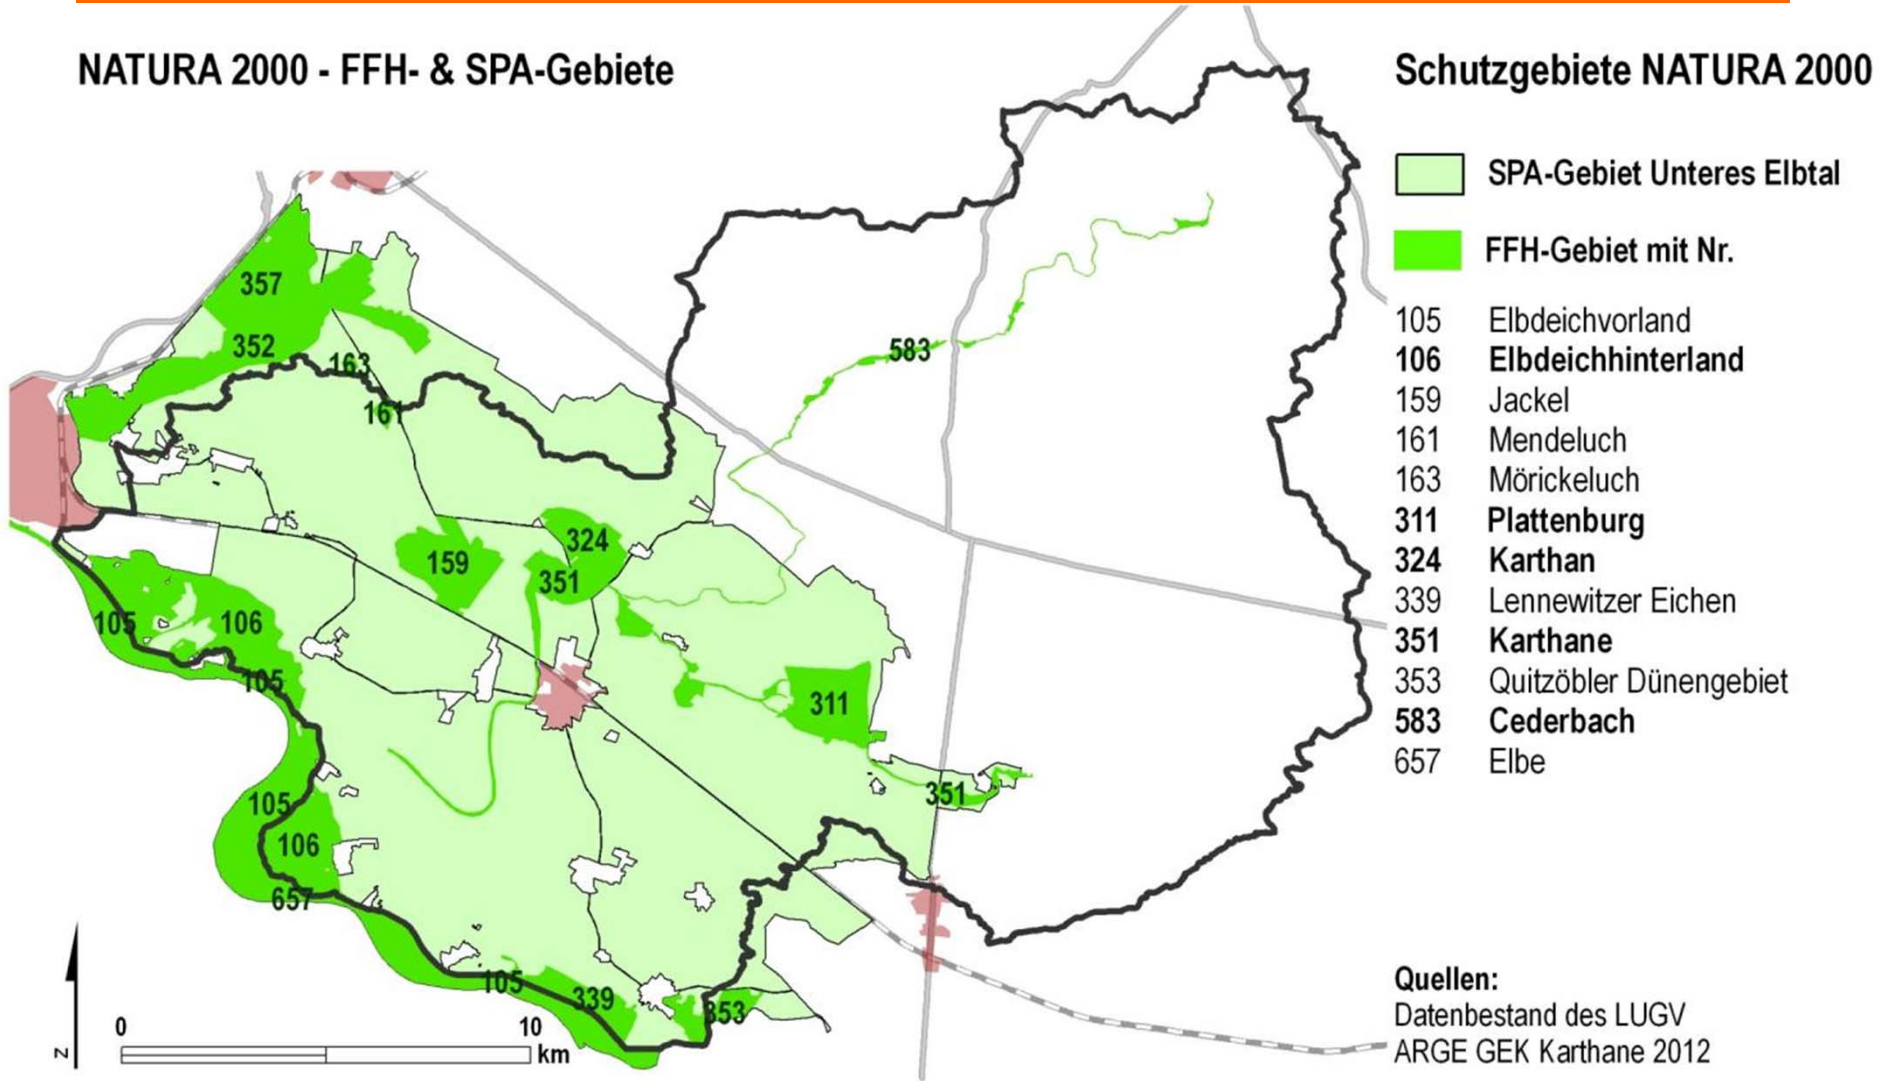 NATURA 2000 - FFH- & SPA-Gebiete
Schutzgebiete NATURA 2000
SPA-Gebiet Unteres Elbtal
FFH-Gebiet mit Nr.
105 Elbdeichvorland
106 Elbdeichhinterland
159 Jackel
161 Mendeluch
163 Mörickeluch
311 Plattenburg
324 Karthan
339 Lennewitzer Eichen
351 Karthane
353 Quitzöbler Dünengebiet
583 Cederbach
657 Elbe
Quellen:
Datenbestand des LUGV
ARGE GEK Karthane 2012
357
352
163
161
583
324
159
351
105
106
105
311
351
105
106
657
105
339
353
0
10
km
N